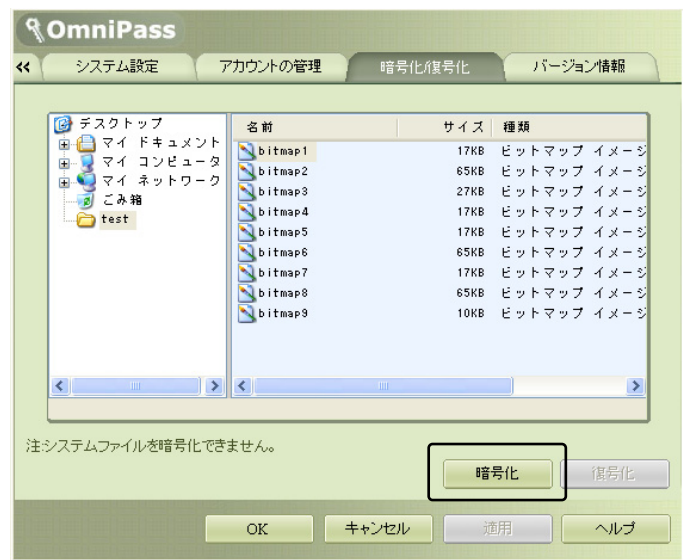 OmniPass
システム設定 アカウントの管理 暗号化/復号化 バージョン情報
デスクトップ
マイ ドキュメント
マイ コンピュータ
マイ ネットワーク
ごみ箱
test
名前 サイズ 種類
bitmap1 17KB ビットマップ イメージ
bitmap2 65KB ビットマップ イメージ
bitmap3 27KB ビットマップ イメージ
bitmap4 17KB ビットマップ イメージ
bitmap5 17KB ビットマップ イメージ
bitmap6 65KB ビットマップ イメージ
bitmap7 17KB ビットマップ イメージ
bitmap8 65KB ビットマップ イメージ
bitmap9 10KB ビットマップ イメージ
注:システムファイルを暗号化できません。
暗号化 復号化
OK キャンセル 適用 ヘルプ